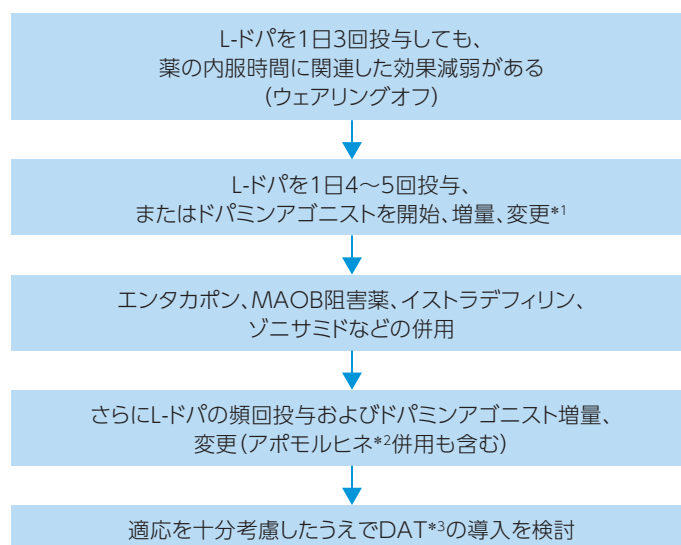 L-ドパを1日3回投与しても、
薬の内服時間に関連した効果減弱がある
(ウェアリングオフ)
L-ドパを1日4〜5回投与、
またはドパミンアゴニストを開始、増量、変更*1
エンタカポン、MAOB阻害薬、イストラデフィリン、
ゾニサミドなどの併用
さらにL-ドパの頻回投与およびドパミンアゴニスト増量、
変更(アポモルヒネ*2併用も含む)
適応を十分考慮したうえでDAT*3の導入を検討